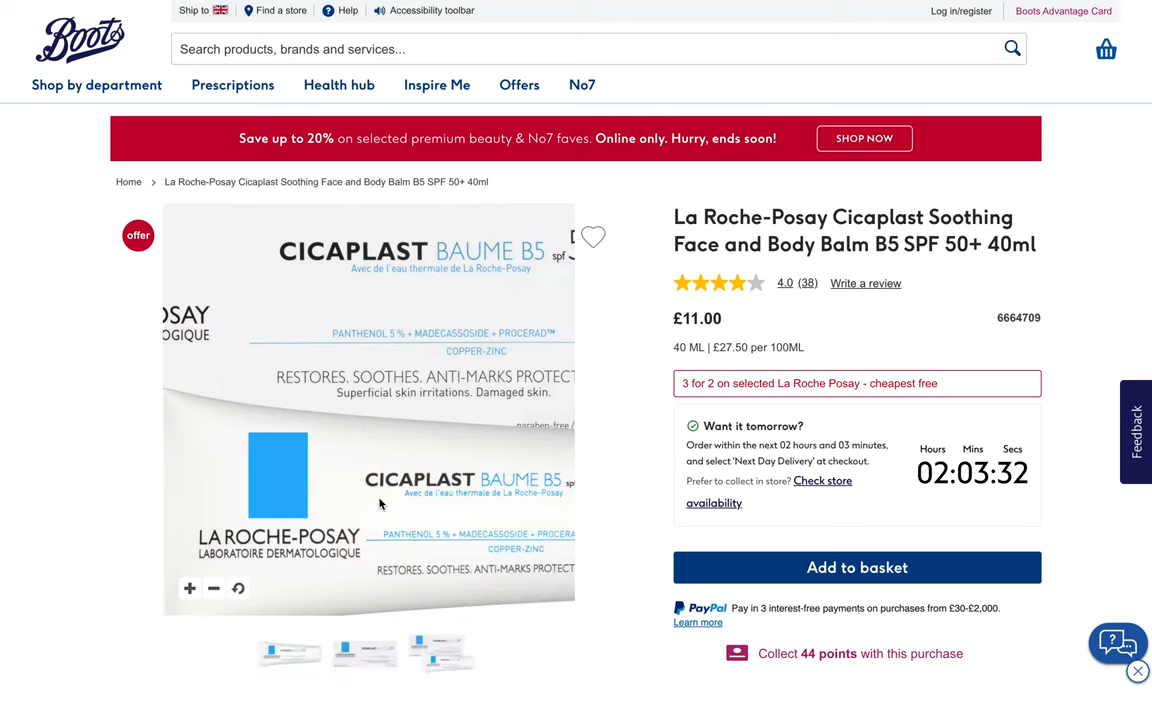 Ship to
Find a store
Help
Accessibility toolbar
Log in/register
Boots Advantage Card
Boots
Search products, brands and services...
Shop by department
Prescriptions
Health hub
Inspire Me
Offers
No7
Save up to 20% on selected premium beauty & No7 faves. Online only. Hurry, ends soon!
SHOP NOW
Home
La Roche-Posay Cicaplast Soothing Face and Body Balm B5 SPF 50+ 40ml
offer
CICAPLAST BAUME B5 spf
Avec de l'eau thermale de La Roche-Posay
OSAY
OGIQUE
PANTHENOL 5 % + MADECASSOSIDE + PROCERAD™
COPPER-ZINC
RESTORES. SOOTHES. ANTI-MARKS PROTECT
Superficial skin irritations. Damaged skin.
paraben-free /
CICAPLAST BAUME B5 sp
Avec de l'eau thermale de La Roche-Posay
LA ROCHE-POSAY
LABORATOIRE DERMATOLOGIQUE
PANTHENOL 5 % + MADECASSOSIDE + PROCERA
COPPER-ZINC
RESTORES. SOOTHES. ANTI-MARKS PROTECT
La Roche-Posay Cicaplast Soothing
Face and Body Balm B5 SPF 50+ 40ml
4.0 (38) Write a review
£11.00
6664709
40 ML | £27.50 per 100ML
3 for 2 on selected La Roche Posay - cheapest free
Want it tomorrow?
Order within the next 02 hours and 03 minutes,
and select 'Next Day Delivery' at checkout.
Prefer to collect in store? Check store
availability
Hours Mins Secs
02:03:32
Add to basket
PayPal Pay in 3 interest-free payments on purchases from £30-£2,000.
Learn more
Collect 44 points with this purchase
Feedback